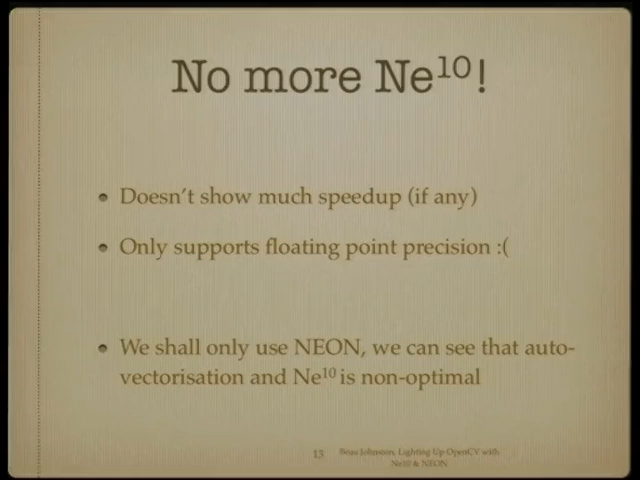 No more Ne¹⁰!
• Doesn't show much speedup (if any)
• Only supports floating point precision :(
• We shall only use NEON, we can see that auto-
vectorisation and Ne¹⁰ is non-optimal
13
Beau Johnston, Lighting Up OpenCV with
Ne10 & NEON